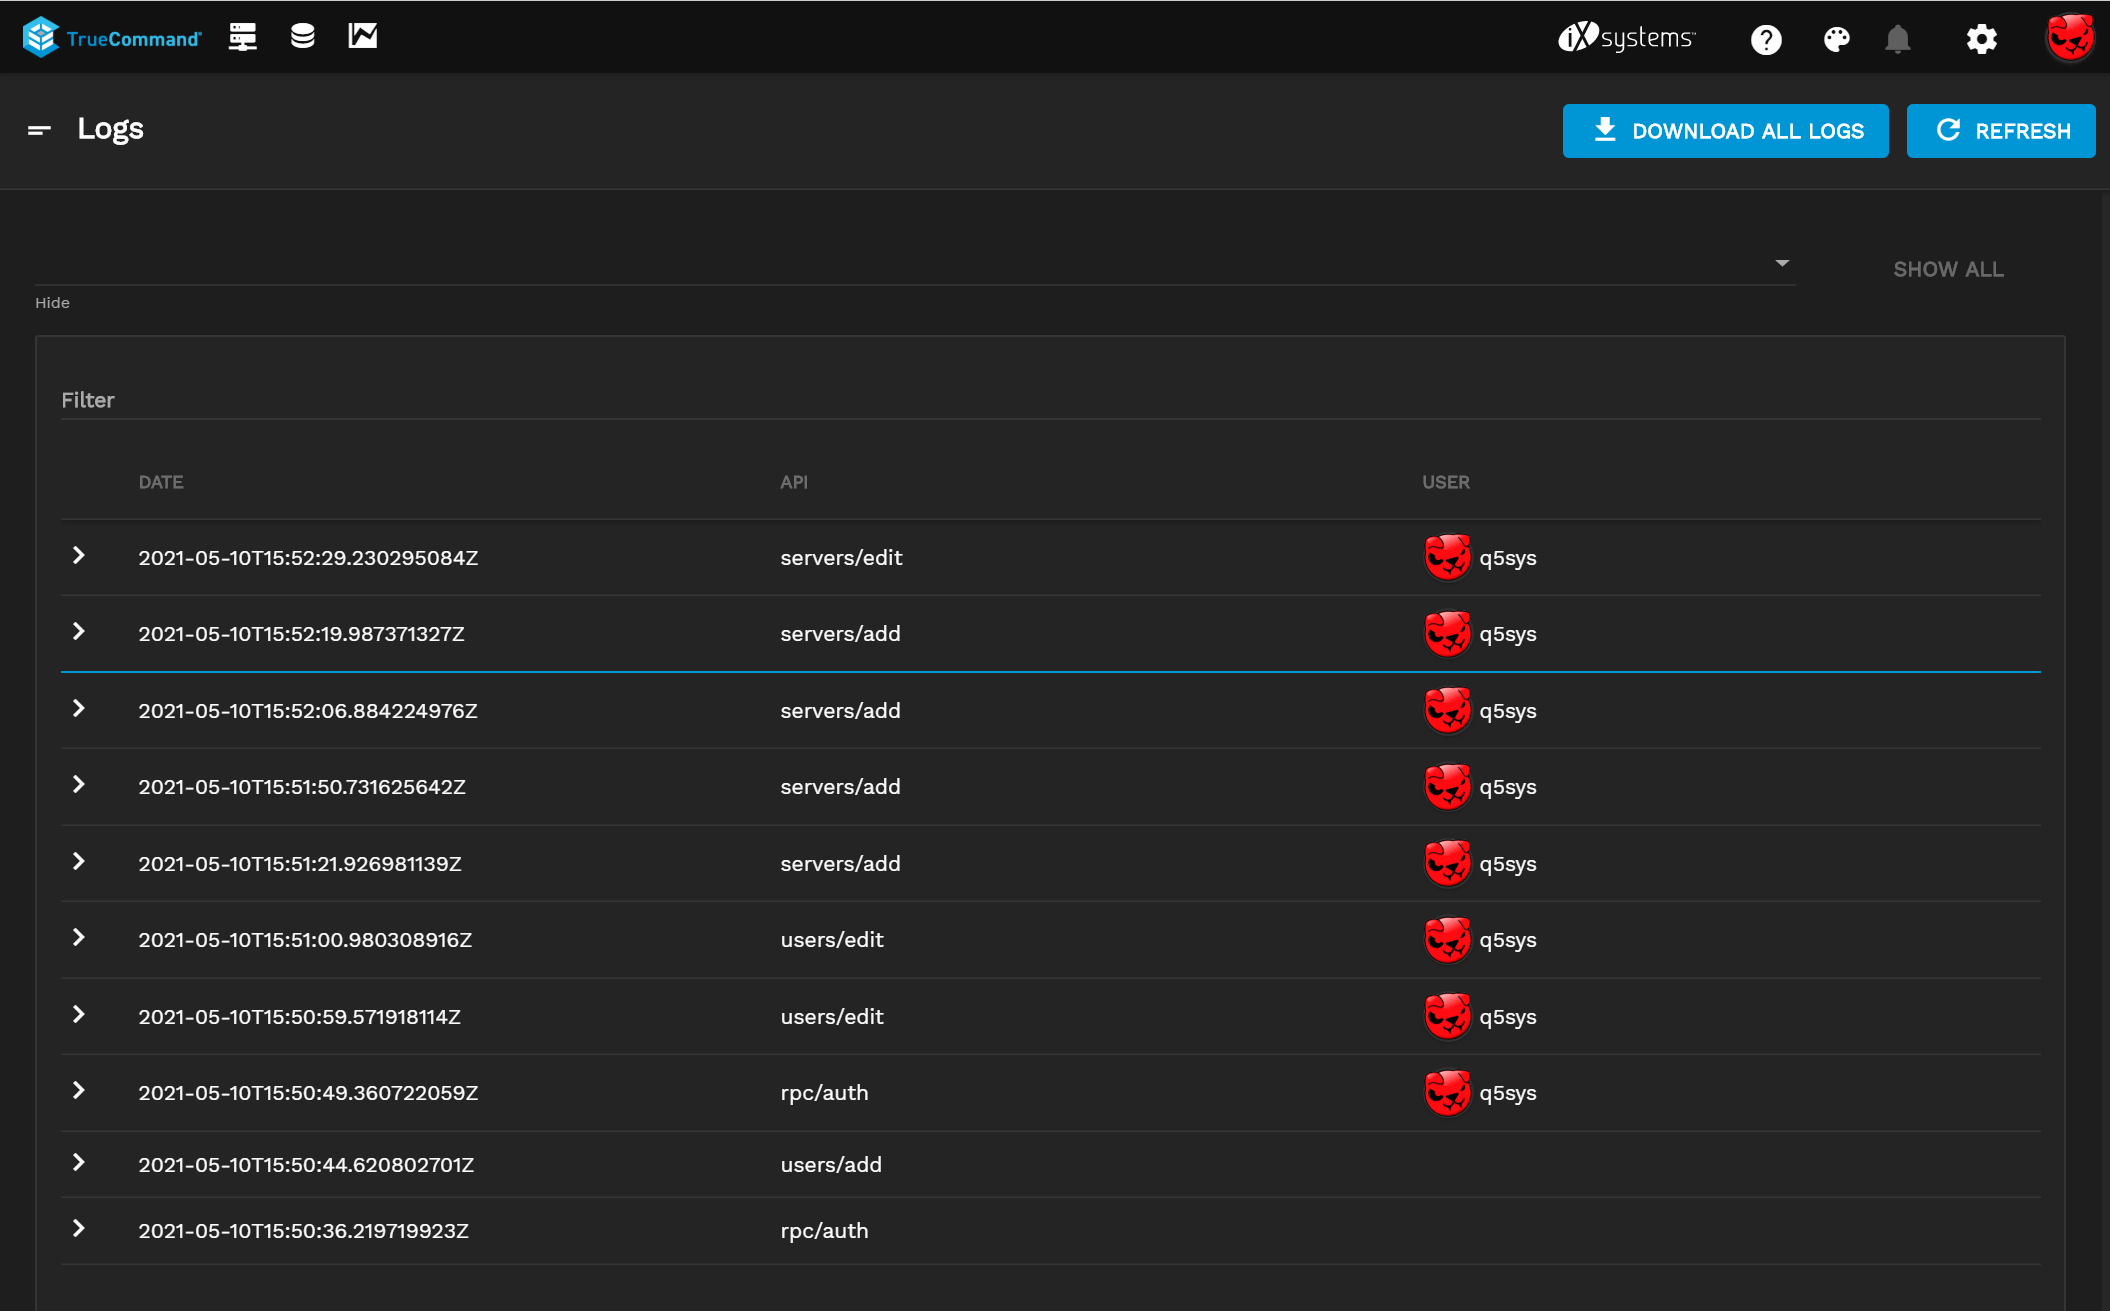 TrueCommand
iXsystems™
Logs
DOWNLOAD ALL LOGS
REFRESH
SHOW ALL
Hide
Filter
DATE API USER
2021-05-10T15:52:29.230295084Z servers/edit q5sys
2021-05-10T15:52:19.987371327Z servers/add q5sys
2021-05-10T15:52:06.884224976Z servers/add q5sys
2021-05-10T15:51:50.731625642Z servers/add q5sys
2021-05-10T15:51:21.926981139Z servers/add q5sys
2021-05-10T15:51:00.980308916Z users/edit q5sys
2021-05-10T15:50:59.571918114Z users/edit q5sys
2021-05-10T15:50:49.360722059Z rpc/auth q5sys
2021-05-10T15:50:44.620802701Z users/add
2021-05-10T15:50:36.219719923Z rpc/auth